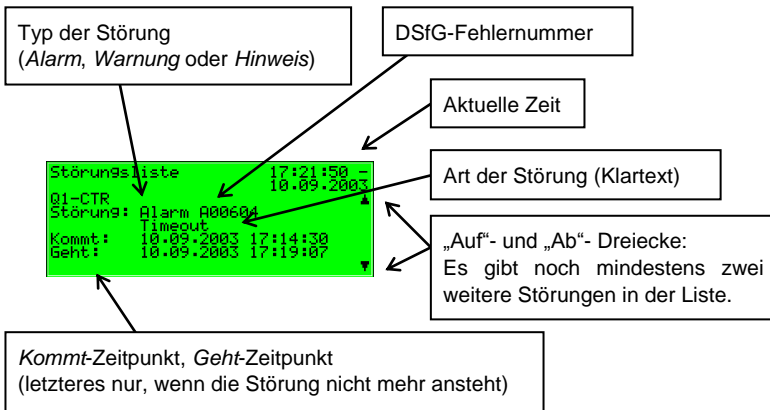 Typ der Störung
(Alarm, Warnung oder Hinweis)
DSfG-Fehlernummer
Aktuelle Zeit
Störungsliste 17:21:50 –
10.09.2003
Q1-CTR
Störung: Alarm A00604
Timeout
Kommt: 10.09.2003 17:14:30
Geht: 10.09.2003 17:19:07
Art der Störung (Klartext)
„Auf“- und „Ab“- Dreiecke:
Es gibt noch mindestens zwei
weitere Störungen in der Liste.
Kommt-Zeitpunkt, Geht-Zeitpunkt
(letzteres nur, wenn die Störung nicht mehr ansteht)